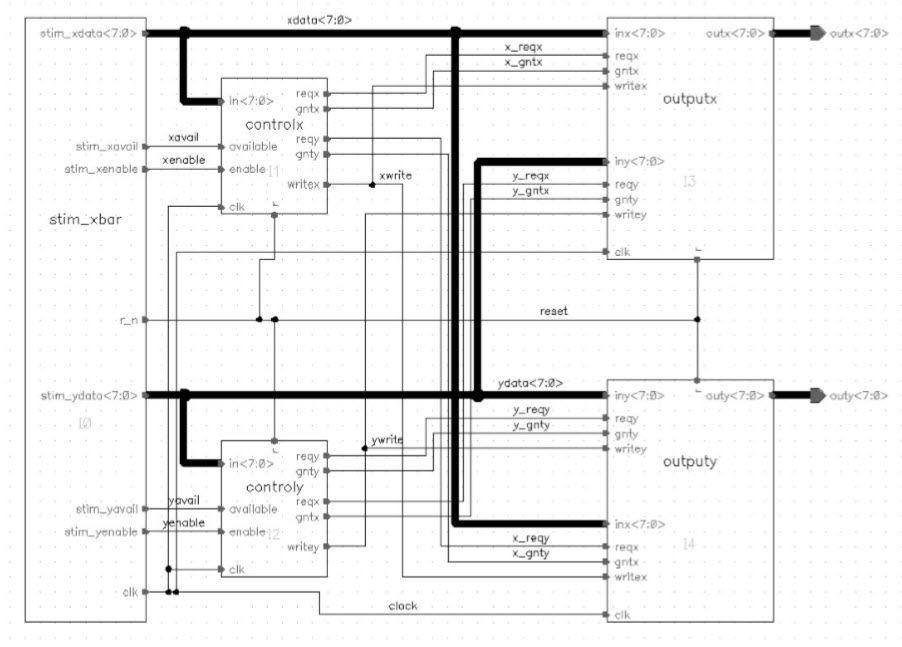 xdata<7:0>
stim_xdata<7:0>
inx<7:0>
outx<7:0>
outx<7:0>
x_reqx
reqx
x_gntx
gntx
writex
in<7:0>
reqx
gntx
outputx
controlx
xavail
reqy
stim_xavail
available
gnty
iny<7:0>
xenable
stim_xenable
enable
I1
xwrite
y_reqx
reqy
I3
writex
y_gntx
gnty
clk
writey
r
stim_xbar
clk
r
reset
r_n
ydata<7:0>
stim_ydata<7:0>
iny<7:0>
r
outy<7:0>
outy<7:0>
y_reqy
reqy
I0
y_gnty
gnty
ywrite
writey
r
reqy
in<7:0>
gnty
outputy
controly
yavail
reqx
stim_yavail
available
gntx
inx<7:0>
yenable
stim_yenable
enable
I2
x_reqy
reqx
I4
writey
x_gnty
gntx
clk
writex
clk
clock
clk